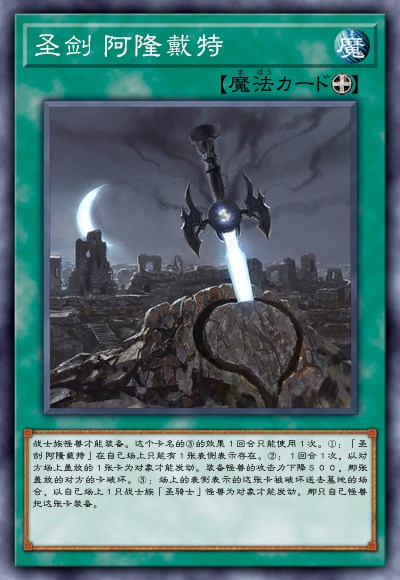 圣剑 阿隆戴特
魔
【魔法カード】
まほう
战士族怪兽才能装备。这个卡名的③的效果1回合只能使用1次。①：「圣
剑 阿隆戴特」在自己场上只能有1张表侧表示存在。②：1回合1次，以对
方场上盖放的1张卡为对象才能发动。装备怪兽的攻击力下降500，那张
盖放的对方的卡破坏。③：场上的表侧表示的这张卡被破坏送去墓地的场
合，以自己场上1只战士族「圣骑士」怪兽为对象才能发动。那只自己怪兽
把这张卡装备。